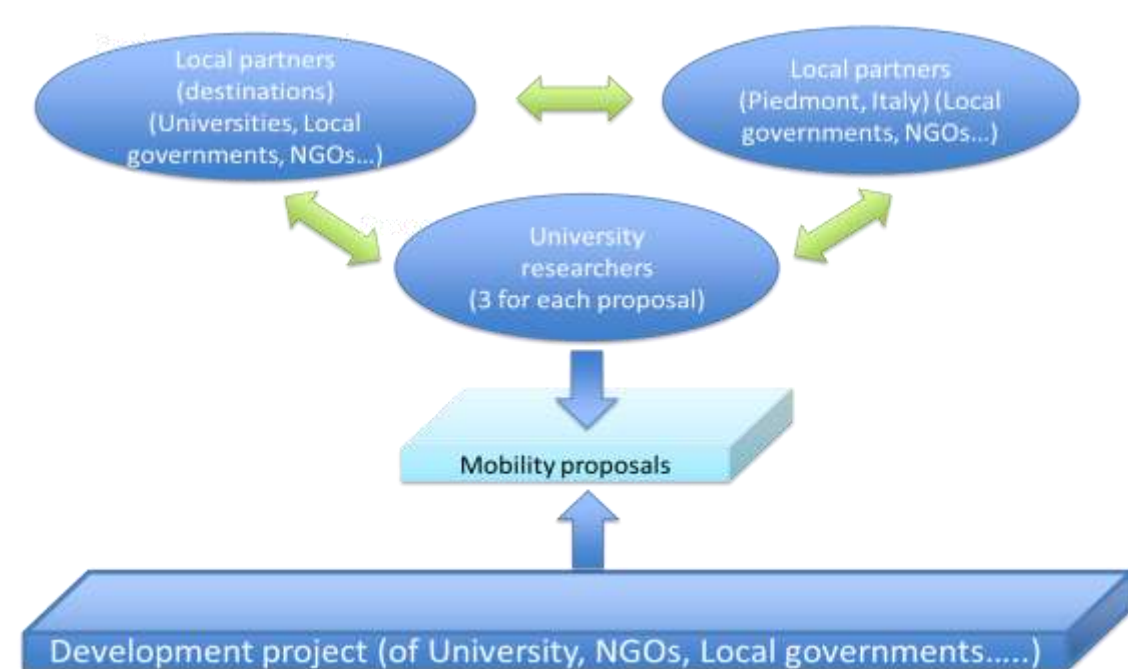 Local partners
(destinations)
(Universities, Local
governments, NGOs...)
Local partners
(Piedmont, Italy) (Local
governments, NGOs...)
University
researchers
(3 for each proposal)
Mobility proposals
Development project (of University, NGOs, Local governments.....)